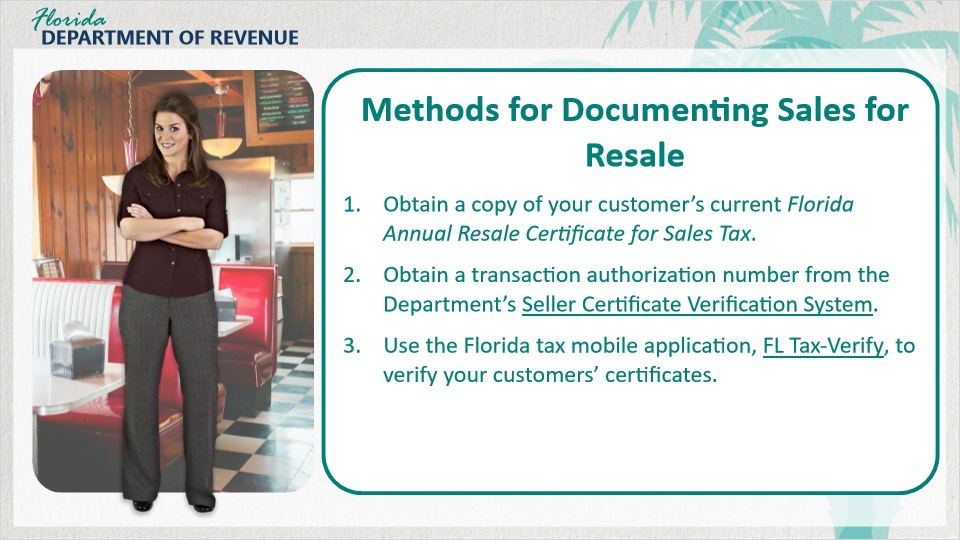 Florida
DEPARTMENT OF REVENUE
Methods for Documenting Sales for
Resale
1. Obtain a copy of your customer’s current Florida
Annual Resale Certificate for Sales Tax.
2. Obtain a transaction authorization number from the
Department’s Seller Certificate Verification System.
3. Use the Florida tax mobile application, FL Tax-Verify, to
verify your customers’ certificates.